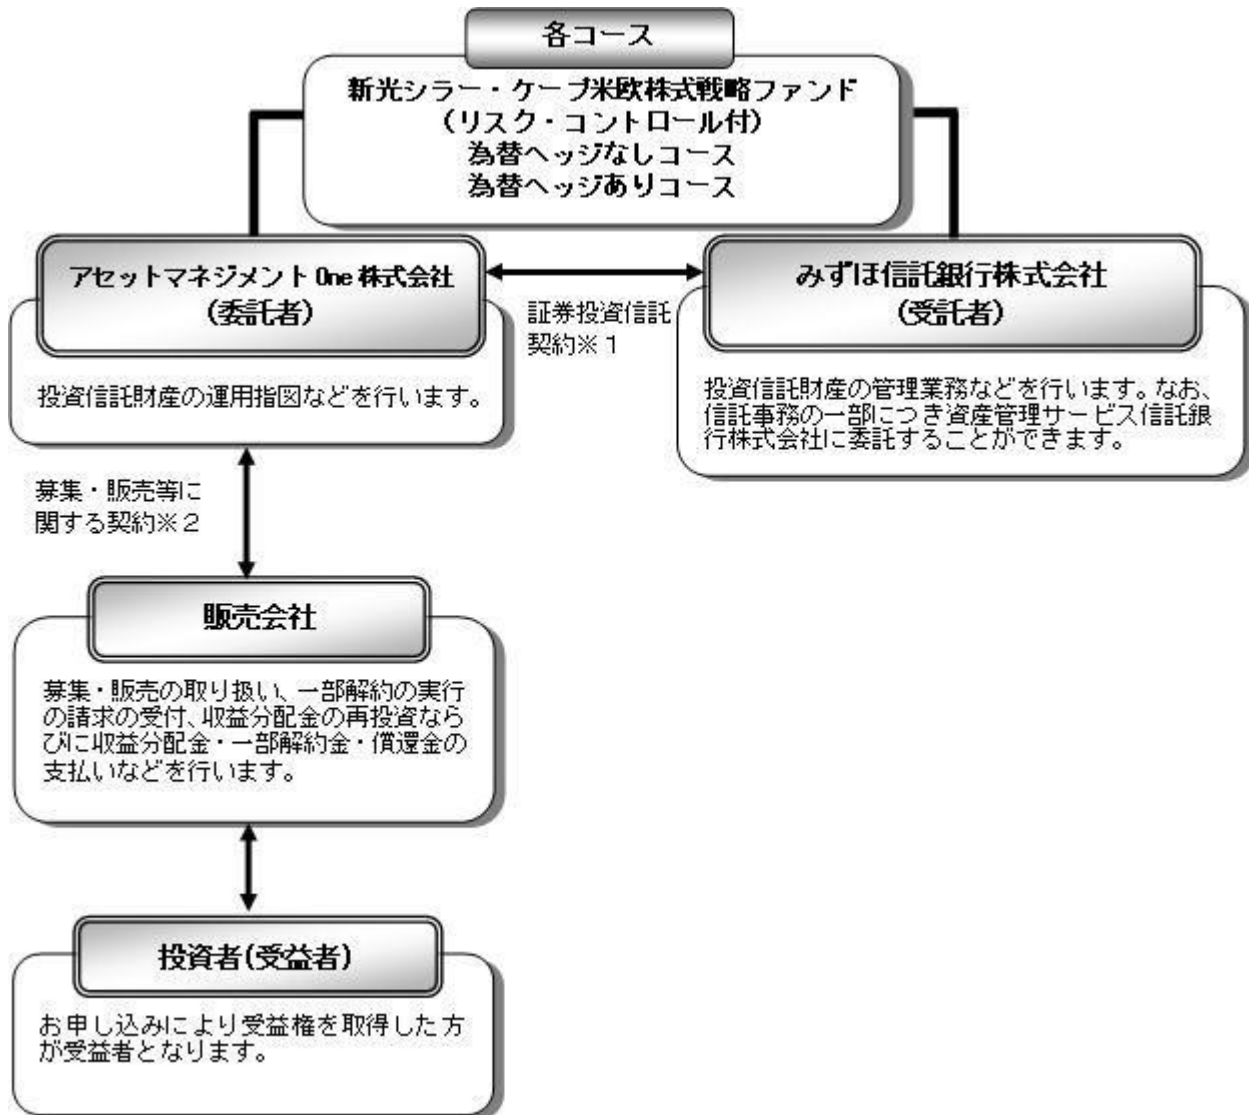 各コース
新光シラー・ケープ米欧株式戦略ファンド
（リスク・コントロール付）
為替ヘッジなしコース
為替ヘッジありコース
アセットマネジメント One 株式会社
（委託者）
投資信託財産の運用指図などを行います。
証券投資信託
契約※１
みずほ信託銀行株式会社
（受託者）
投資信託財産の管理業務などを行います。なお、
信託事務の一部につき資産管理サービス信託銀
行株式会社に委託することができます。
募集・販売等に
関する契約※２
販売会社
募集・販売の取り扱い、一部解約の実行
の請求の受付、収益分配金の再投資なら
びに収益分配金・一部解約金・償還金の
支払いなどを行います。
投資者（受益者）
お申し込みにより受益権を取得した方
が受益者となります。